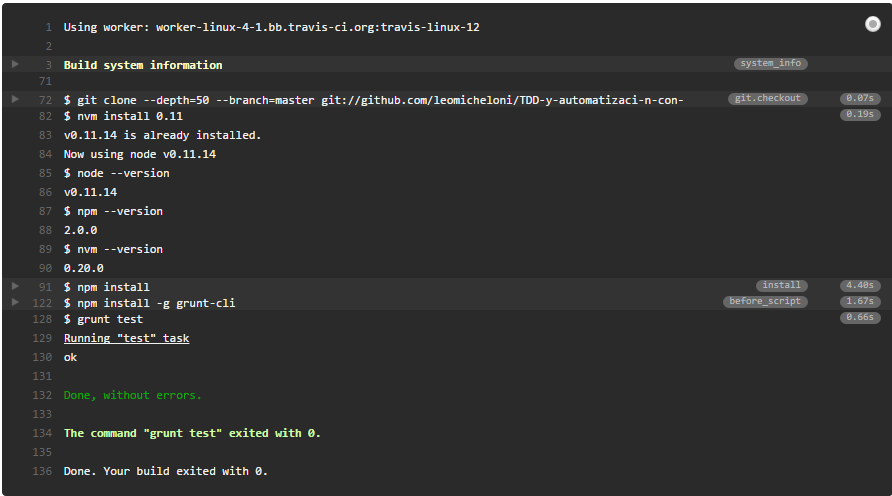 1 Using worker: worker-linux-4-1.bb.travis-ci.org:travis-linux-12
2
3 Build system information system_info
71
72 $ git clone --depth=50 --branch=master git://github.com/leomicheloni/TDD-y-automatizaci-n-con- git.checkout 0.07s
82 $ nvm install 0.11 0.19s
83 v0.11.14 is already installed.
84 Now using node v0.11.14
85 $ node --version
86 v0.11.14
87 $ npm --version
88 2.0.0
89 $ nvm --version
90 0.20.0
91 $ npm install install 4.40s
122 $ npm install -g grunt-cli before_script 1.67s
128 $ grunt test 0.66s
129 Running "test" task
130 ok
131
132 Done, without errors.
133
134 The command "grunt test" exited with 0.
135
136 Done. Your build exited with 0.